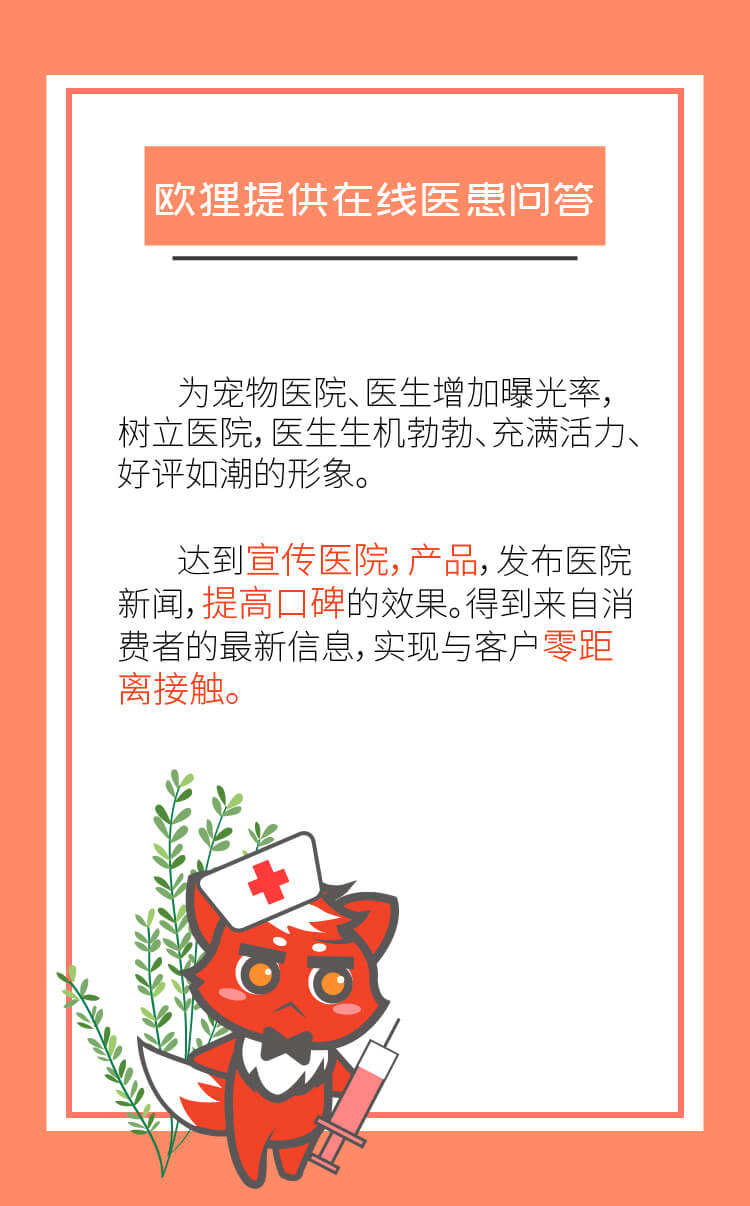 欧狸提供在线医患问答
为宠物医院、医生增加曝光率，
树立医院，医生生机勃勃、充满活力、
好评如潮的形象。
达到宣传医院，产品，发布医院
新闻，提高口碑的效果。得到来自消
费者的最新信息，实现与客户零距
离接触。